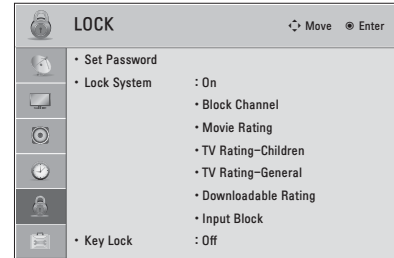 LOCK Move Enter
• Set Password
• Lock System : On
• Block Channel
• Movie Rating
• TV Rating-Children
• TV Rating-General
• Downloadable Rating
• Input Block
• Key Lock : Off